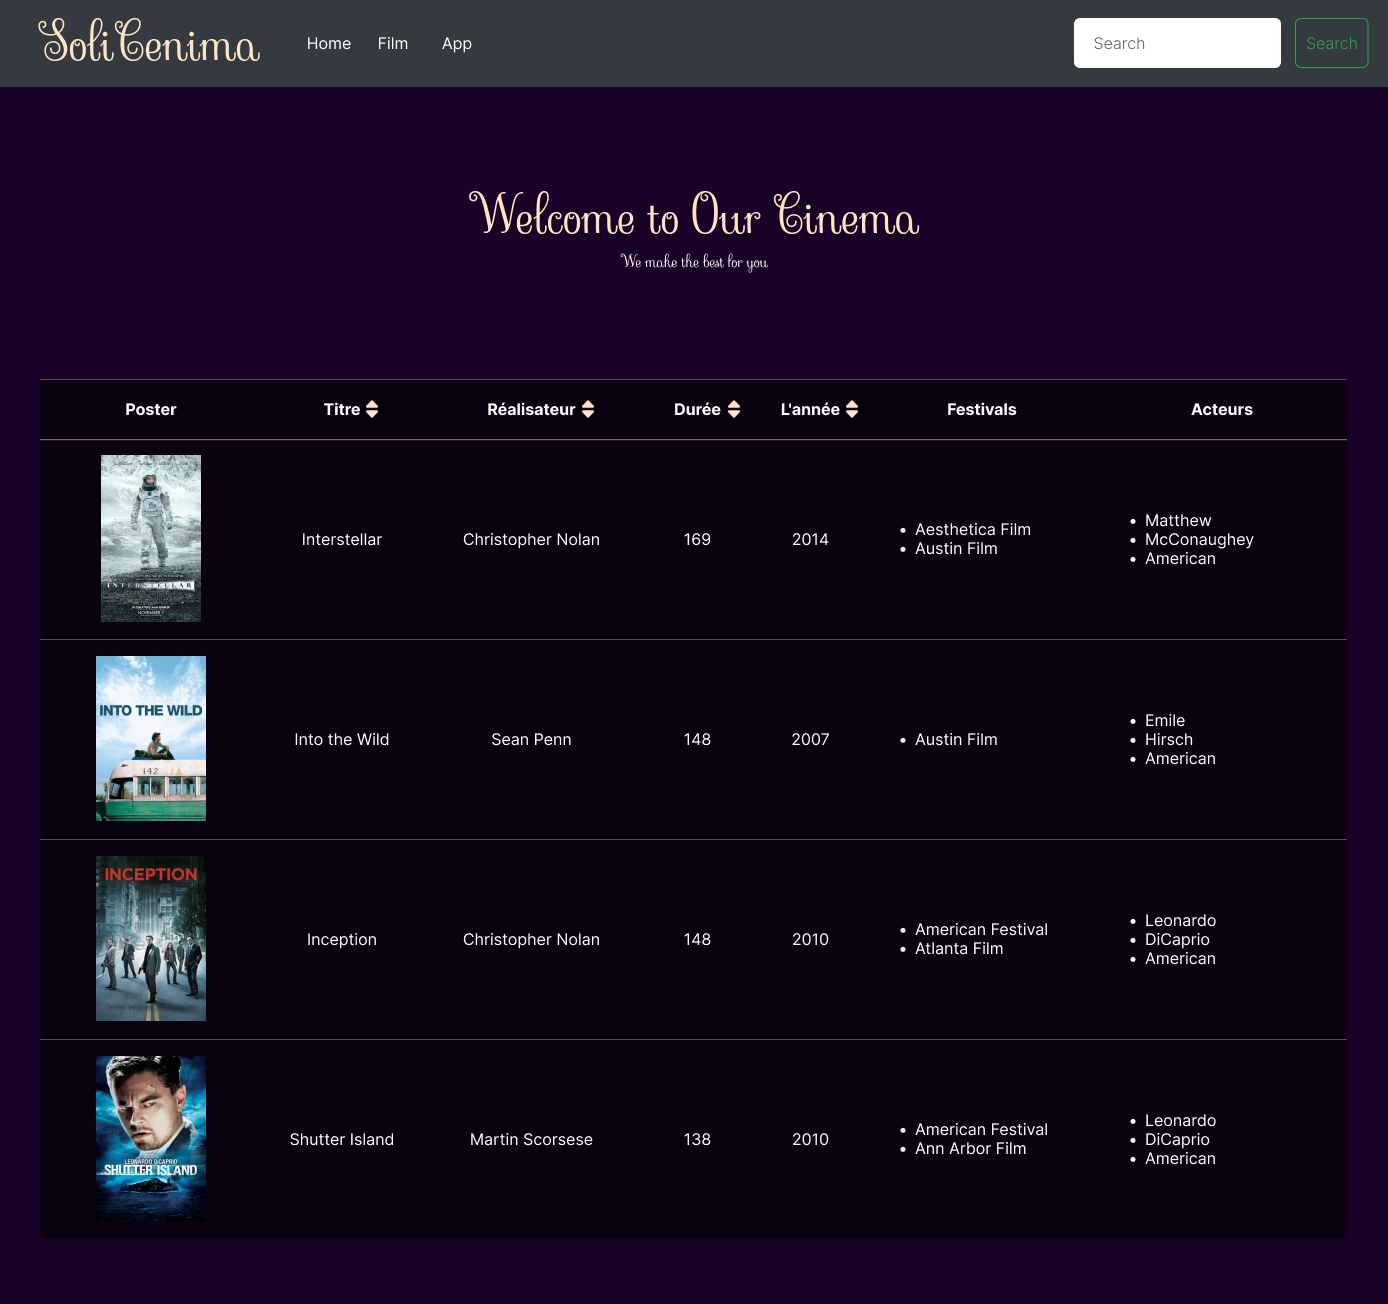 SoliCenima
Home Film App
Search
Search
Welcome to Our Cinema
We make the best for you
Poster Titre Réalisateur Durée L'année Festivals Acteurs
INTERSTELLAR
NOVEMBER 7
Interstellar
Christopher Nolan
169
2014
• Aesthetica Film
• Austin Film
• Matthew
• McConaughey
• American
INTO THE WILD
142
Into the Wild
Sean Penn
148
2007
• Austin Film
• Emile
• Hirsch
• American
INCEPTION
Inception
Christopher Nolan
148
2010
• American Festival
• Atlanta Film
• Leonardo
• DiCaprio
• American
LEONARDO DiCAPRIO
SHUTTER ISLAND
Shutter Island
Martin Scorsese
138
2010
• American Festival
• Ann Arbor Film
• Leonardo
• DiCaprio
• American